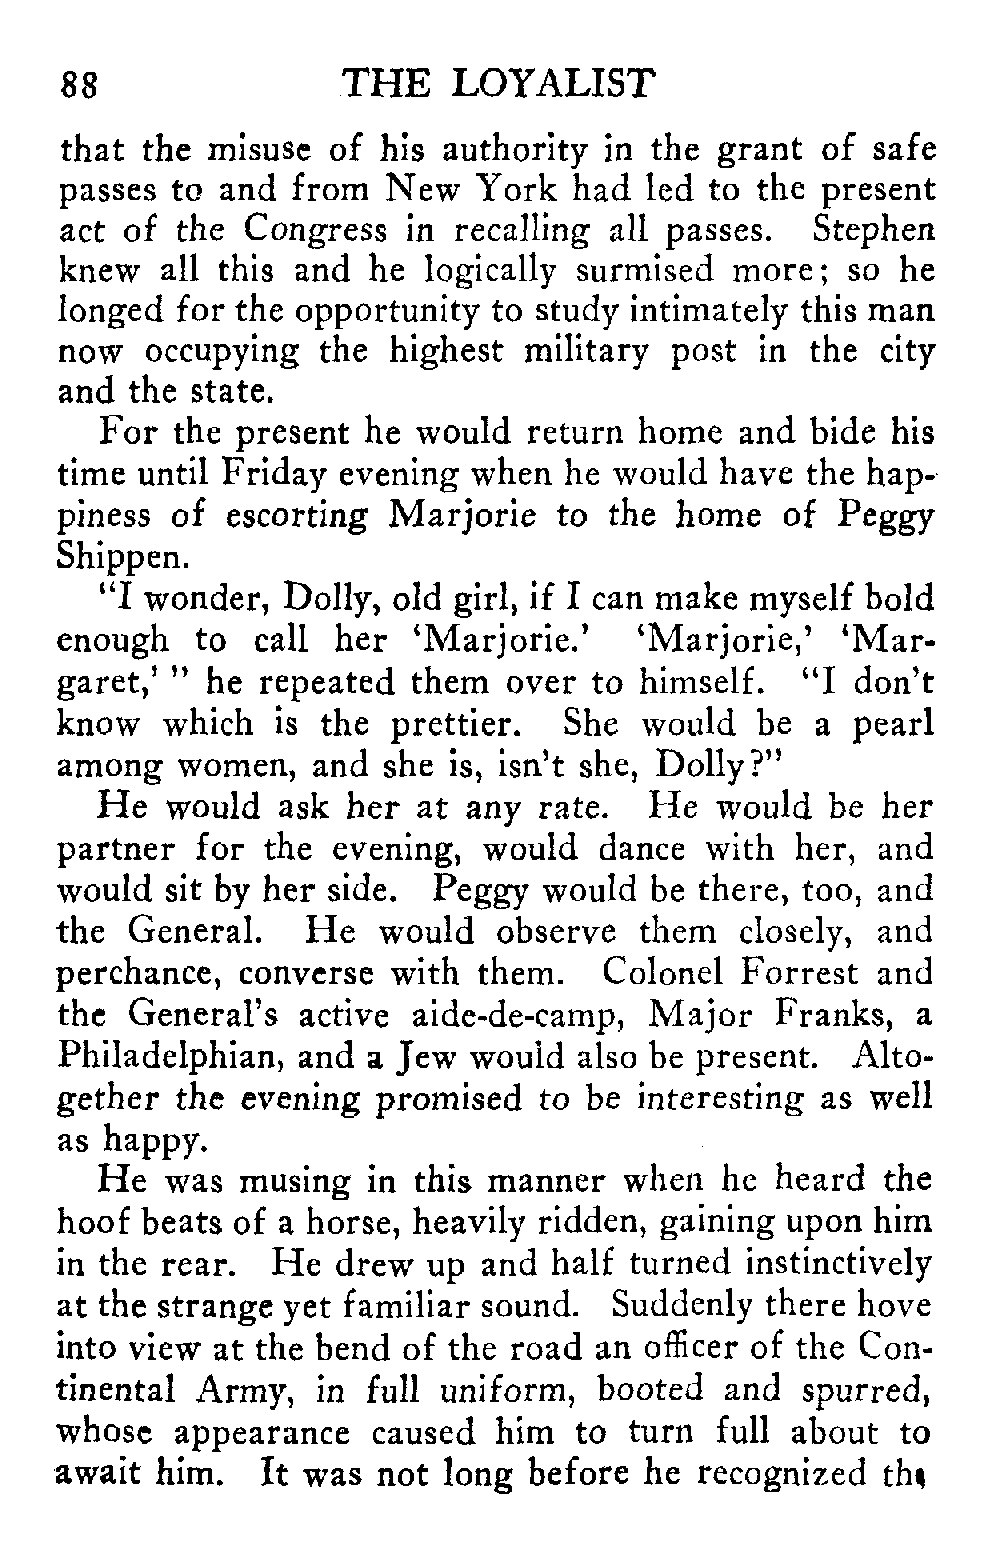 88 THE LOYALIST
that the misuse of his authority in the grant of safe
passes to and from New York had led to the present
act of the Congress in recalling all passes. Stephen
knew all this and he logically surmised more; so he
longed for the opportunity to study intimately this man
now occupying the highest military post in the city
and the state.
For the present he would return home and bide his
time until Friday evening when he would have the hap-
piness of escorting Marjorie to the home of Peggy
Shippen.
“I wonder, Dolly, old girl, if I can make myself bold
enough to call her ‘Marjorie.’ ‘Marjorie,’ ‘Mar-
garet,’ ” he repeated them over to himself. “I don’t
know which is the prettier. She would be a pearl
among women, and she is, isn’t she, Dolly?”
He would ask her at any rate. He would be her
partner for the evening, would dance with her, and
would sit by her side. Peggy would be there, too, and
the General. He would observe them closely, and
perchance, converse with them. Colonel Forrest and
the General’s active aide-de-camp, Major Franks, a
Philadelphian, and a Jew would also be present. Alto-
gether the evening promised to be interesting as well
as happy.
He was musing in this manner when he heard the
hoof beats of a horse, heavily ridden, gaining upon him
in the rear. He drew up and half turned instinctively
at the strange yet familiar sound. Suddenly there hove
into view at the bend of the road an officer of the Con-
tinental Army, in full uniform, booted and spurred,
whose appearance caused him to turn full about to
await him. It was not long before he recognized the